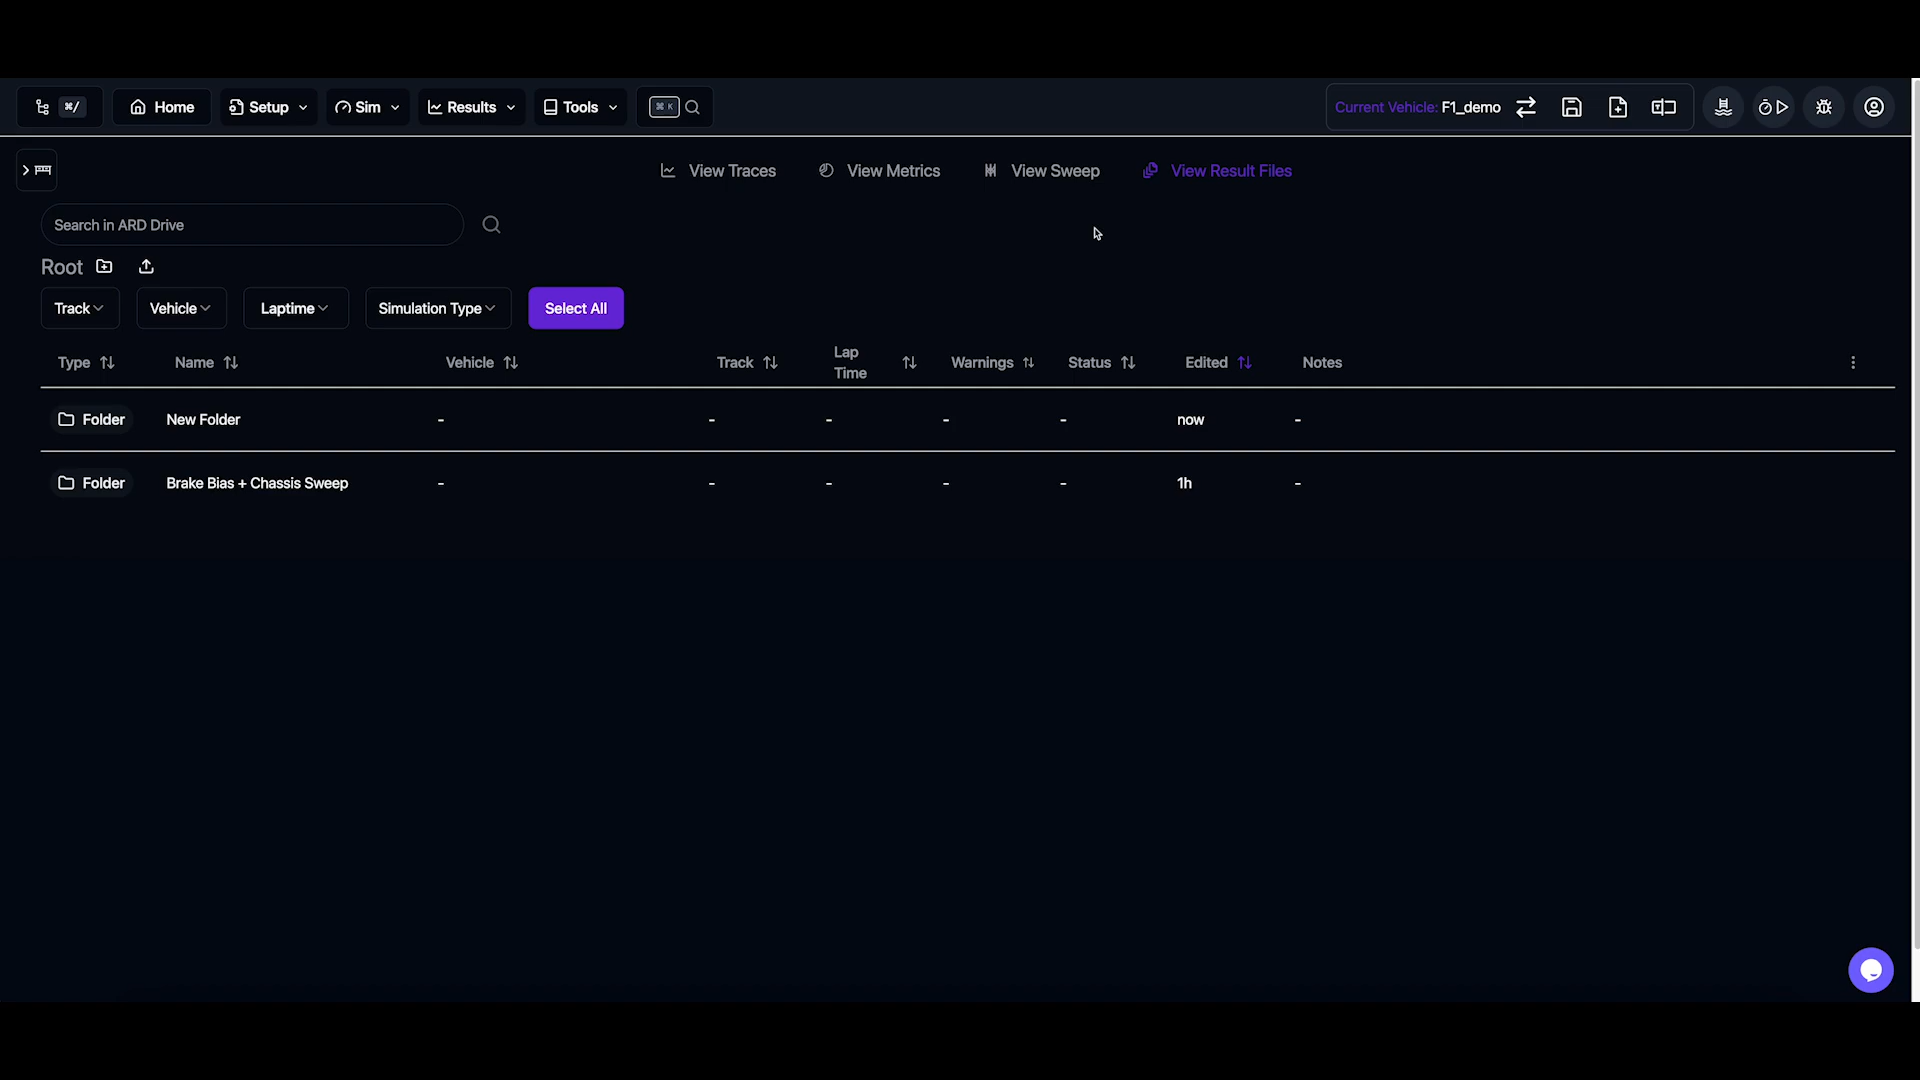 ⌘/ Home Setup Sim Results Tools ⌘ K Current Vehicle: F1_demo
View Traces View Metrics View Sweep View Result Files
Search in ARD Drive
Root
Track Vehicle Laptime Simulation Type Select All
Type Name Vehicle Track Lap Time Warnings Status Edited Notes
Folder New Folder - - - - - now -
Folder Brake Bias + Chassis Sweep - - - - - 1h -